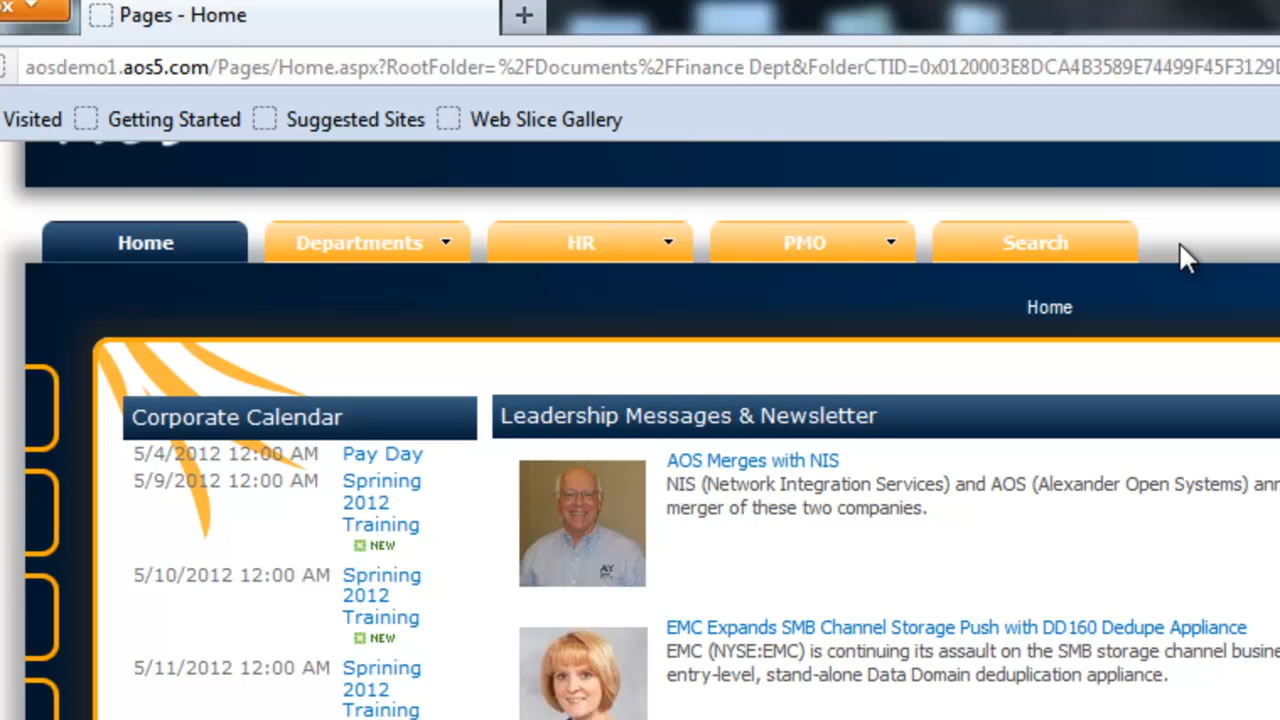 Pages - Home
aosdemo1.aos5.com/Pages/Home.aspx?RootFolder=%2FDocuments%2FFinance Dept&FolderCTID=0x0120003E8DCA4B3589E74499F45F3129
Visited Getting Started Suggested Sites Web Slice Gallery
Home Departments HR PMO Search
Home
Corporate Calendar
5/4/2012 12:00 AM Pay Day
5/9/2012 12:00 AM Sprining
2012
Training
NEW
5/10/2012 12:00 AM Sprining
2012
Training
NEW
5/11/2012 12:00 AM Sprining
2012
Training
Leadership Messages & Newsletter
AOS Merges with NIS
NIS (Network Integration Services) and AOS (Alexander Open Systems) ann
merger of these two companies.
EMC Expands SMB Channel Storage Push with DD160 Dedupe Appliance
EMC (NYSE:EMC) is continuing its assault on the SMB storage channel busine
entry-level, stand-alone Data Domain deduplication appliance.